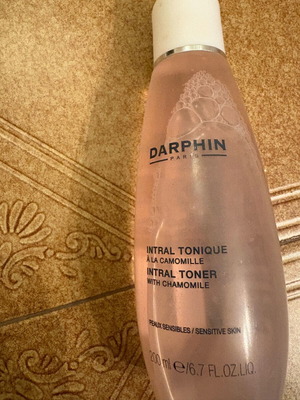 DARPHIN
PARIS
INTRAL TONIQUE
À LA CAMOMILLE
INTRAL TONER
WITH CHAMOMILE
PEAUX SENSIBLES / SENSITIVE SKIN
200 ml ℮/6.7 FL.OZ.LIQ.